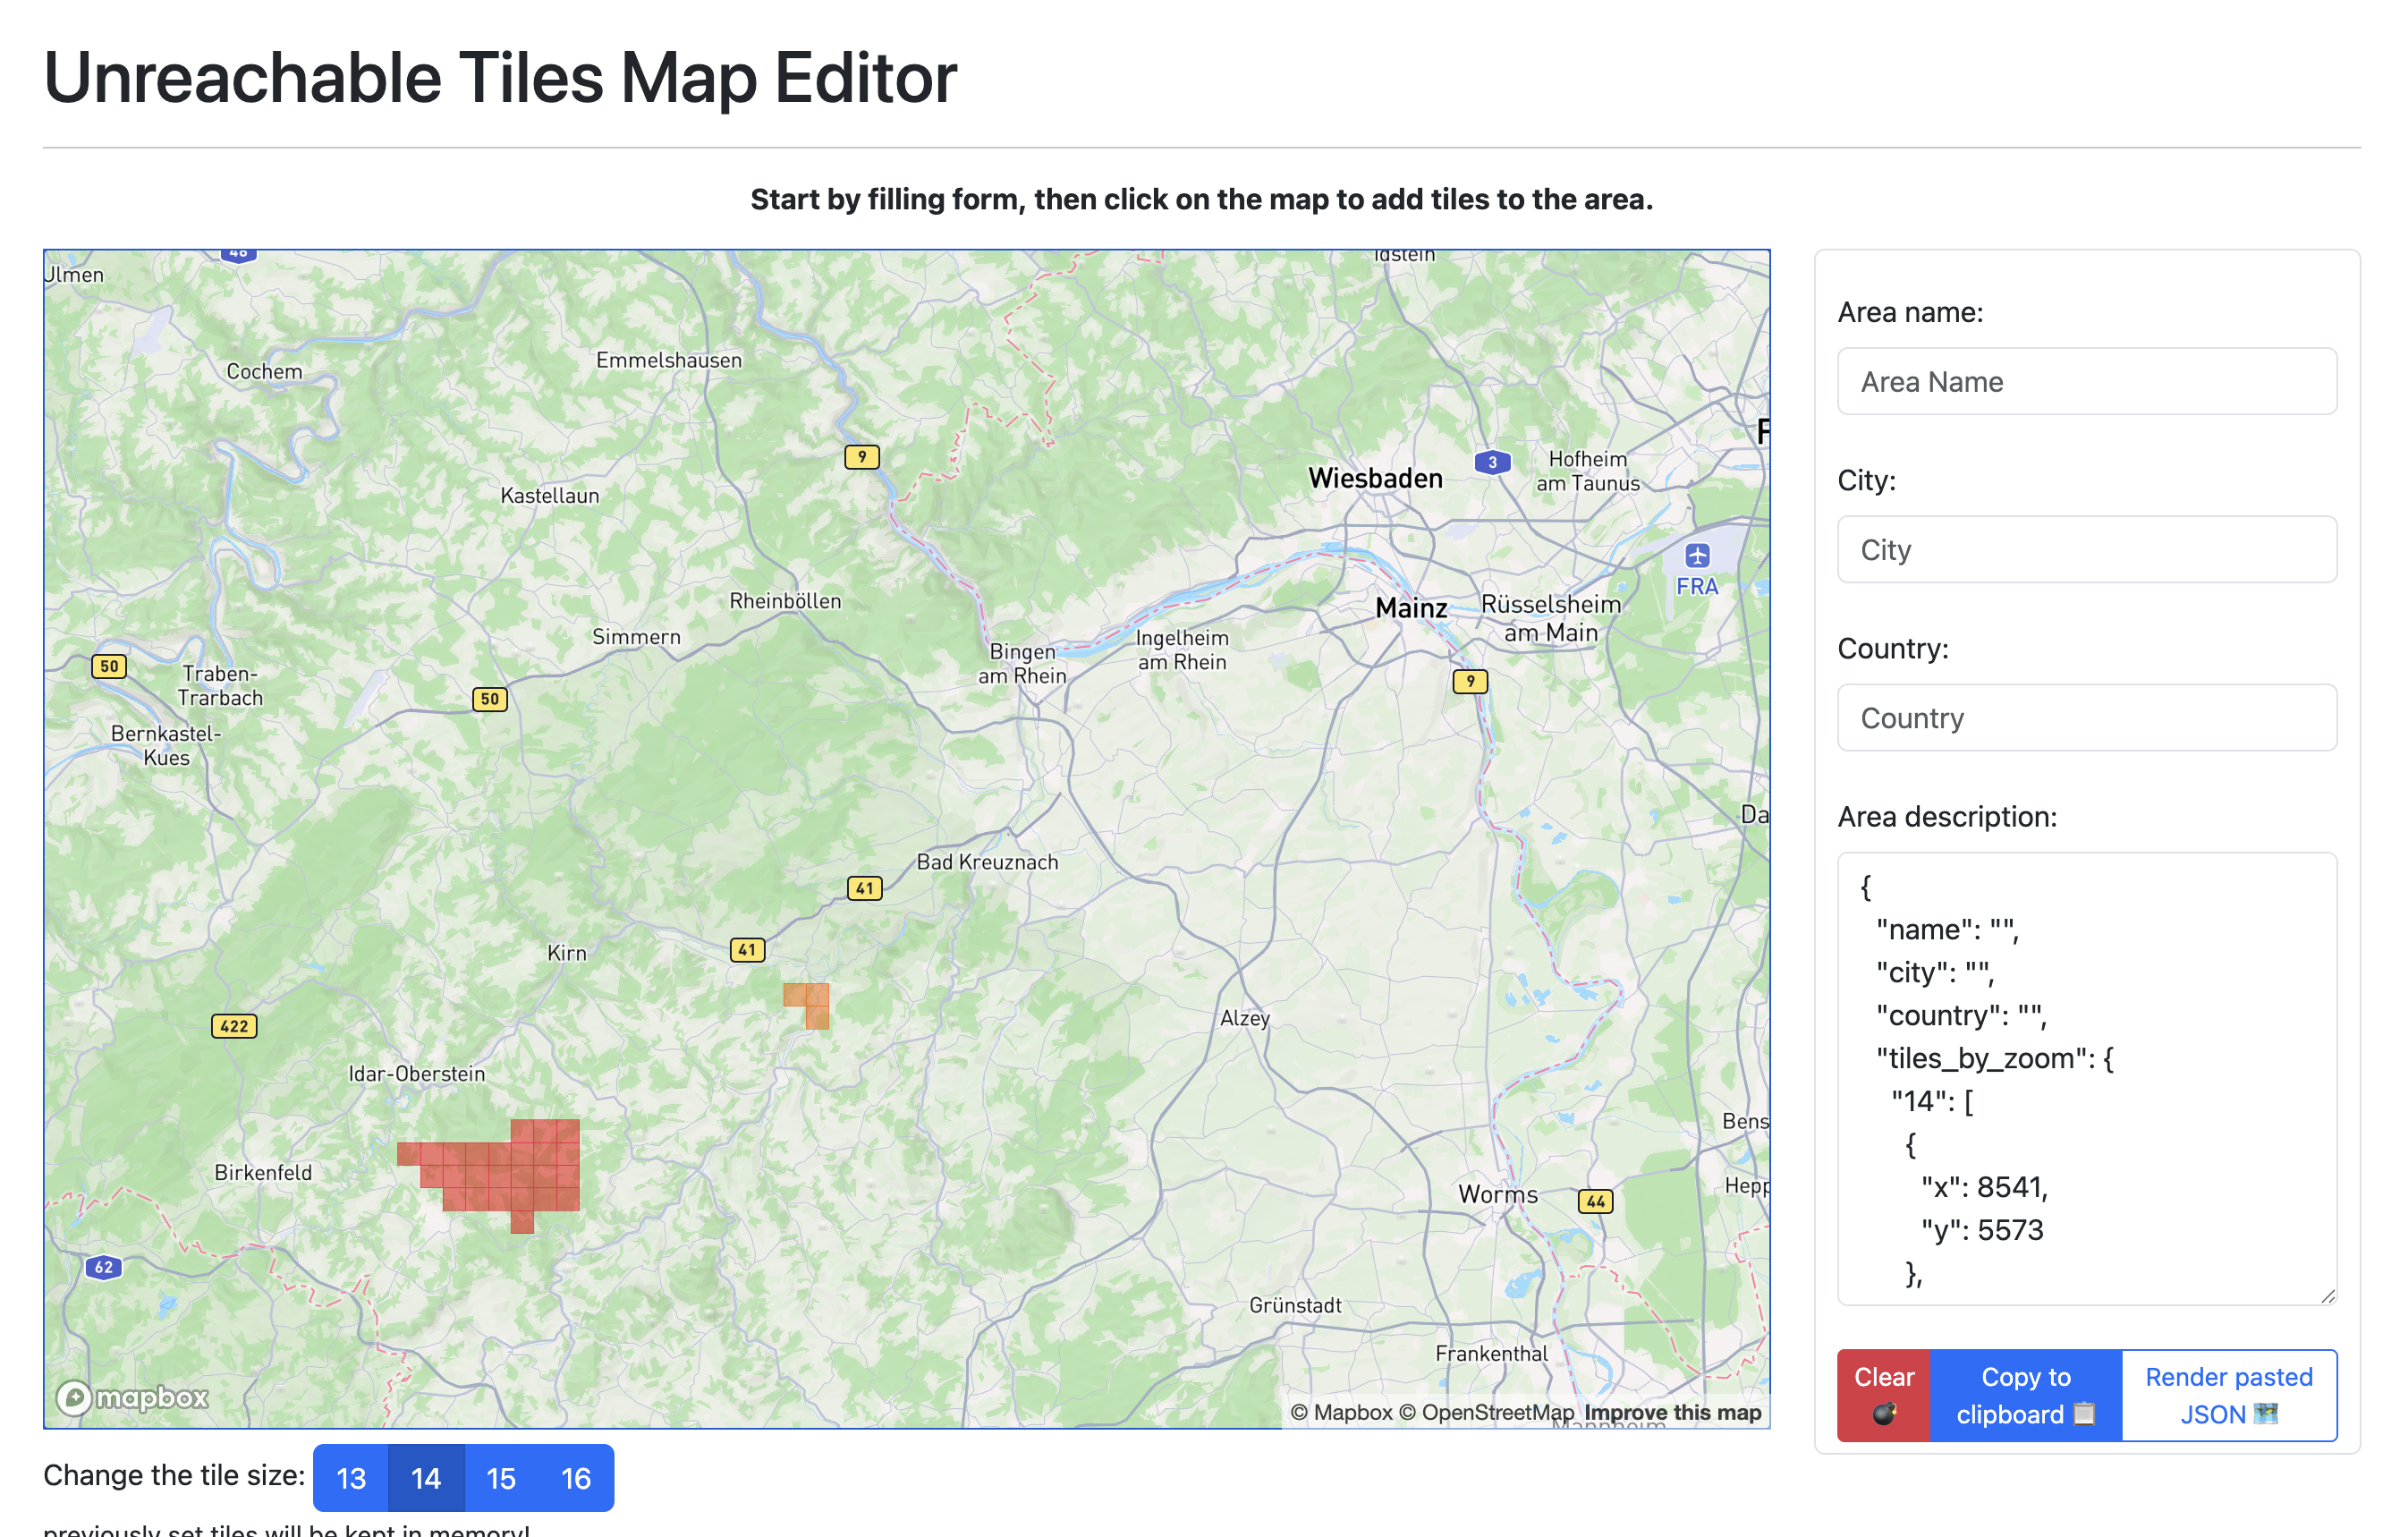 Unreachable Tiles Map Editor
Start by filling form, then click on the map to add tiles to the area.
48
Idstein
Ulmen
Cochem
Emmelshausen
F
9
Wiesbaden
3
Hofheim
am Taunus
Kastellaun
FRA
Rheinböllen
Mainz
Rüsselsheim
am Main
Simmern
Bingen
am Rhein
Ingelheim
am Rhein
50
Traben-
Trarbach
50
9
Bernkastel-
Kues
Da
Bad Kreuznach
41
41
Kirn
422
Alzey
Idar-Oberstein
Bens
Birkenfeld
Worms
44
Hepp
62
Grünstadt
Frankenthal
mapbox
© Mapbox © OpenStreetMap Improve this map
Mannheim
Area name:
Area Name
City:
City
Country:
Country
Area description:
{
"name": "",
"city": "",
"country": "",
"tiles_by_zoom": {
"14": [
{
"x": 8541,
"y": 5573
},
Clear
Copy to
clipboard
Render pasted
JSON
Change the tile size: 13 14 15 16
previously set tiles will be kept in memory!